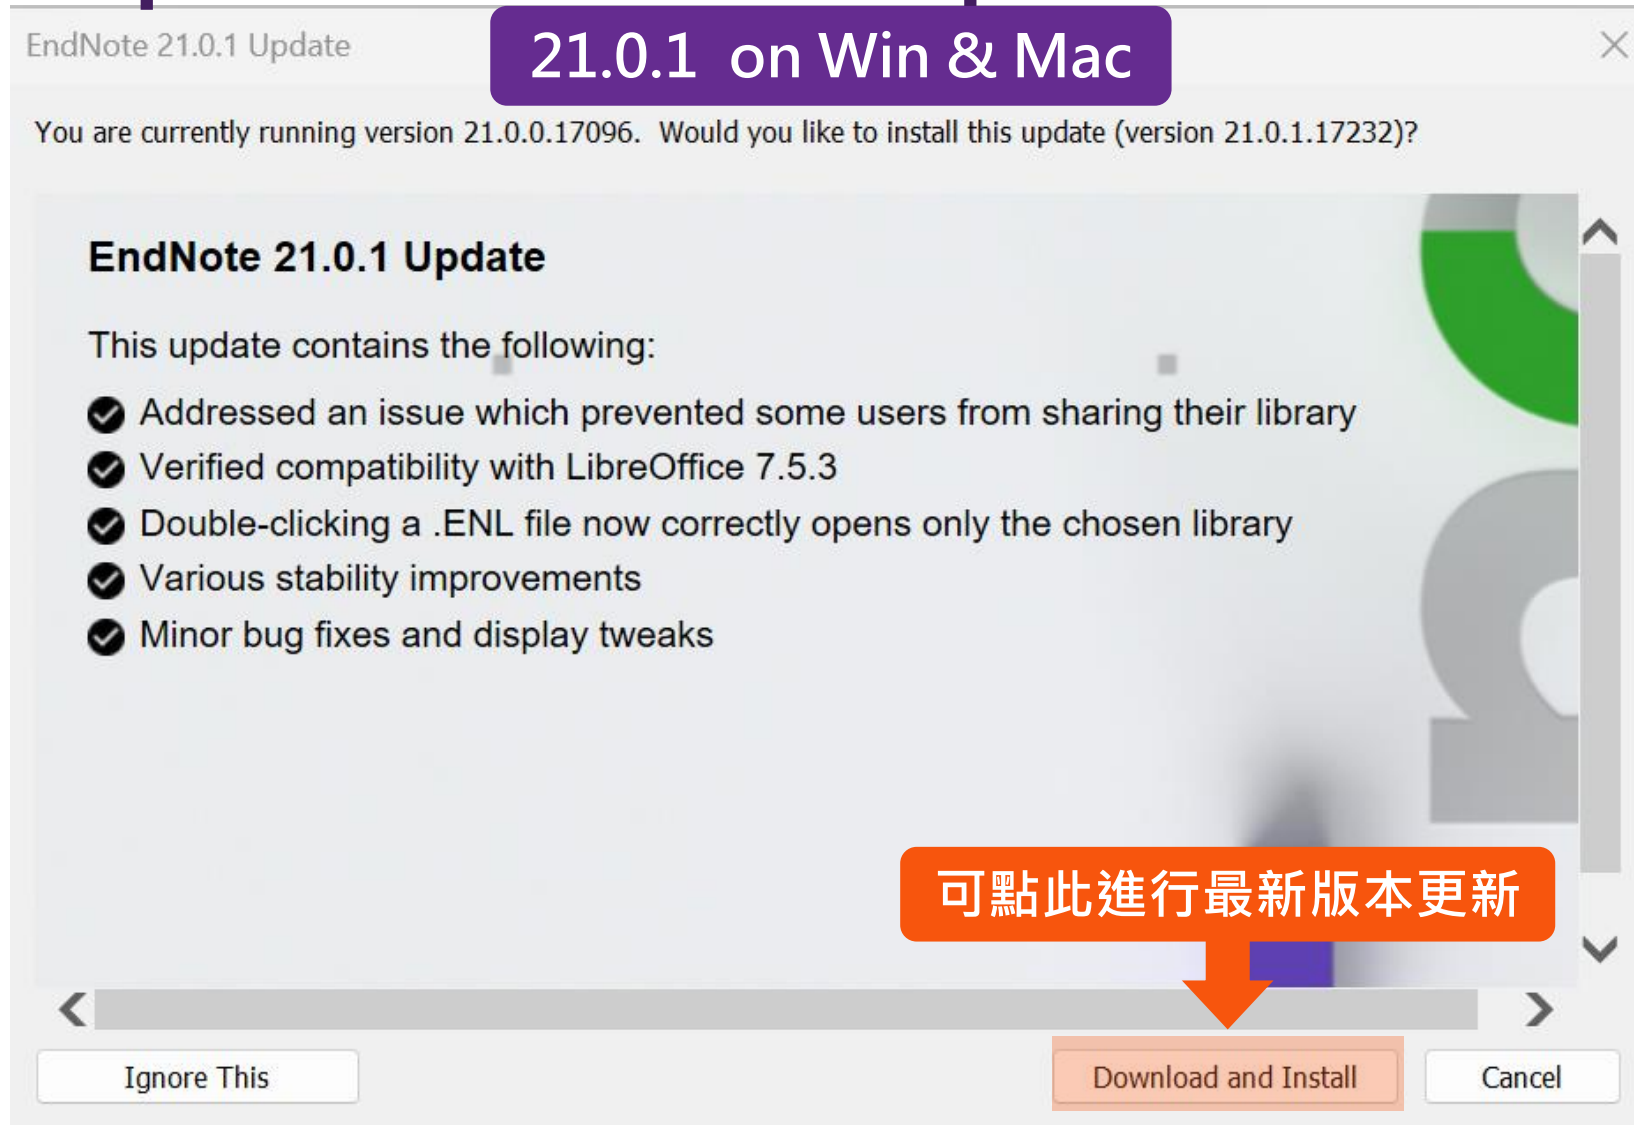 EndNote 21.0.1 Update
21.0.1 on Win & Mac
You are currently running version 21.0.0.17096. Would you like to install this update (version 21.0.1.17232)?
EndNote 21.0.1 Update
This update contains the following:
Addressed an issue which prevented some users from sharing their library
Verified compatibility with LibreOffice 7.5.3
Double-clicking a .ENL file now correctly opens only the chosen library
Various stability improvements
Minor bug fixes and display tweaks
可點此進行最新版本更新
Ignore This
Download and Install
Cancel